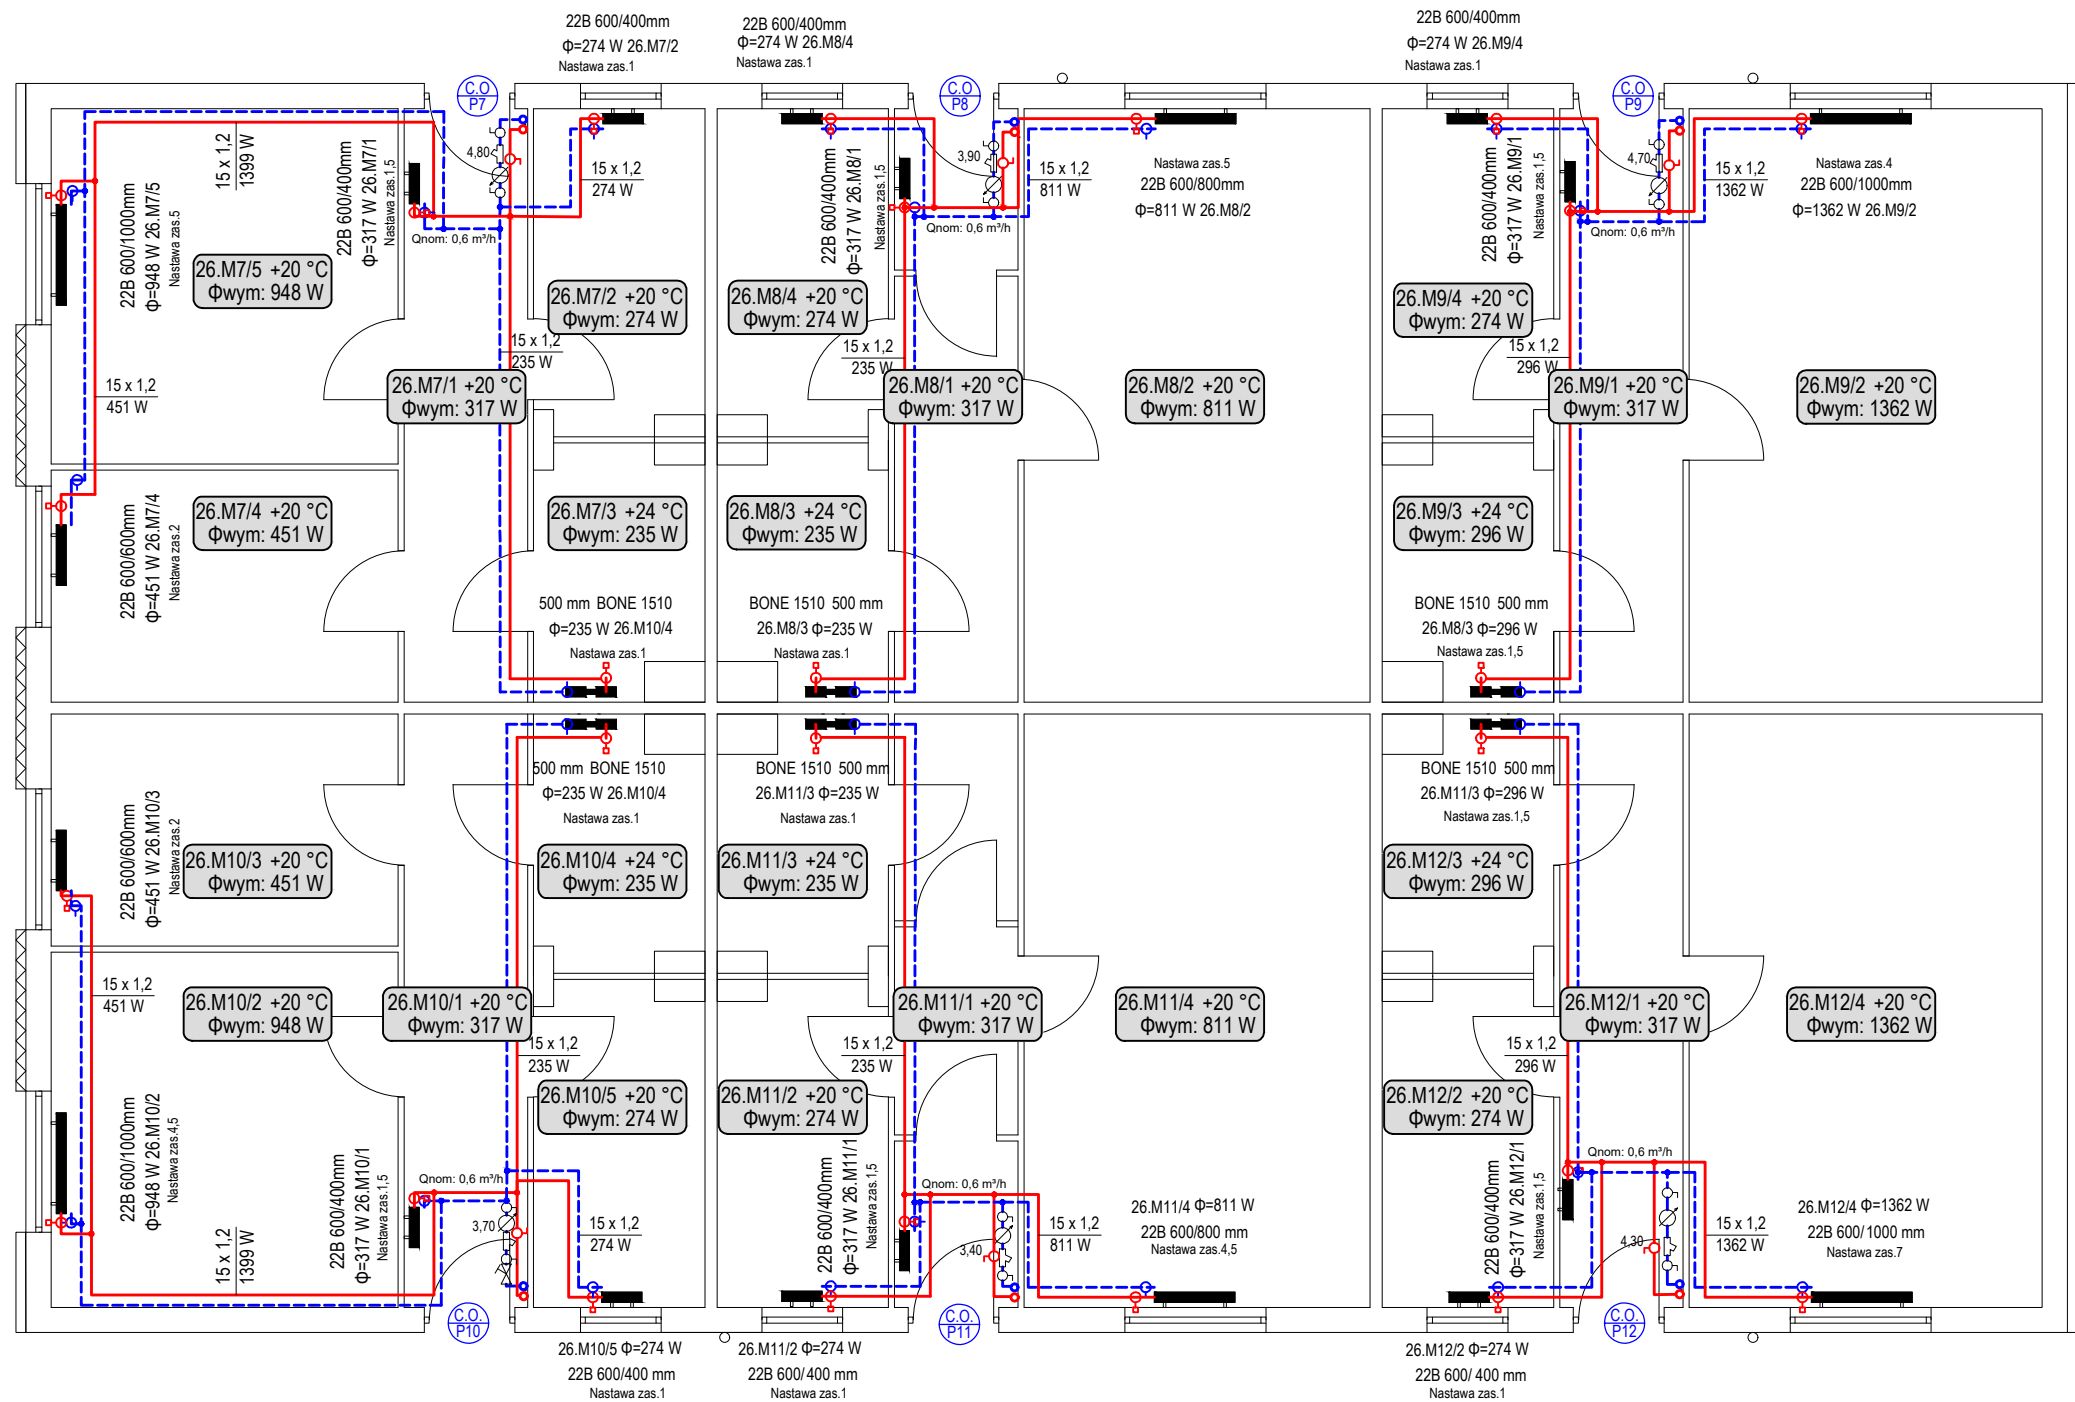 22B 600/400mm
Φ=274 W 26.M7/2
Nastawa zas.1
22B 600/400mm
Φ=274 W 26.M8/4
Nastawa zas.1
22B 600/400mm
Φ=274 W 26.M9/4
Nastawa zas.1
C.O
P7
C.O
P8
C.O
P9
15 x 1,2
1399 W
22B 600/1000mm
Φ=948 W 26.M7/5
Nastawa zas.5
22B 600/400mm
Φ=317 W 26.M7/1
Nastawa zas.1,5
4,80
Qnom: 0,6 m³/h
15 x 1,2
274 W
22B 600/400mm
Φ=317 W 26.M8/1
Nastawa zas.1,5
3,90
Qnom: 0,6 m³/h
15 x 1,2
811 W
Nastawa zas.5
22B 600/800mm
Φ=811 W 26.M8/2
22B 600/400mm
Φ=317 W 26.M9/1
Nastawa zas.1,5
4,70
Qnom: 0,6 m³/h
15 x 1,2
1362 W
Nastawa zas.4
22B 600/1000mm
Φ=1362 W 26.M9/2
26.M7/5 +20 °C
Φwym: 948 W
26.M7/2 +20 °C
Φwym: 274 W
26.M8/4 +20 °C
Φwym: 274 W
26.M9/4 +20 °C
Φwym: 274 W
15 x 1,2
235 W
15 x 1,2
235 W
15 x 1,2
296 W
15 x 1,2
451 W
26.M7/1 +20 °C
Φwym: 317 W
26.M8/1 +20 °C
Φwym: 317 W
26.M8/2 +20 °C
Φwym: 811 W
26.M9/1 +20 °C
Φwym: 317 W
26.M9/2 +20 °C
Φwym: 1362 W
22B 600/600mm
Φ=451 W 26.M7/4
Nastawa zas.2
26.M7/4 +20 °C
Φwym: 451 W
26.M7/3 +24 °C
Φwym: 235 W
26.M8/3 +24 °C
Φwym: 235 W
26.M9/3 +24 °C
Φwym: 296 W
500 mm BONE 1510
Φ=235 W 26.M10/4
Nastawa zas.1
BONE 1510 500 mm
26.M8/3 Φ=235 W
Nastawa zas.1
BONE 1510 500 mm
26.M8/3 Φ=296 W
Nastawa zas.1,5
500 mm BONE 1510
Φ=235 W 26.M10/4
Nastawa zas.1
BONE 1510 500 mm
26.M11/3 Φ=235 W
Nastawa zas.1
BONE 1510 500 mm
26.M11/3 Φ=296 W
Nastawa zas.1,5
22B 600/600mm
Φ=451 W 26.M10/3
Nastawa zas.2
26.M10/3 +20 °C
Φwym: 451 W
26.M10/4 +24 °C
Φwym: 235 W
26.M11/3 +24 °C
Φwym: 235 W
26.M12/3 +24 °C
Φwym: 296 W
15 x 1,2
451 W
26.M10/2 +20 °C
Φwym: 948 W
26.M10/1 +20 °C
Φwym: 317 W
26.M11/1 +20 °C
Φwym: 317 W
26.M11/4 +20 °C
Φwym: 811 W
26.M12/1 +20 °C
Φwym: 317 W
26.M12/4 +20 °C
Φwym: 1362 W
15 x 1,2
235 W
15 x 1,2
235 W
15 x 1,2
296 W
26.M10/5 +20 °C
Φwym: 274 W
26.M11/2 +20 °C
Φwym: 274 W
26.M12/2 +20 °C
Φwym: 274 W
22B 600/1000mm
Φ=948 W 26.M10/2
Nastawa zas.4,5
15 x 1,2
1399 W
22B 600/400mm
Φ=317 W 26.M10/1
Nastawa zas.1,5
Qnom: 0,6 m³/h
3,70
15 x 1,2
274 W
22B 600/400mm
Φ=317 W 26.M11/1
Nastawa zas.1,5
Qnom: 0,6 m³/h
3,40
15 x 1,2
811 W
26.M11/4 Φ=811 W
22B 600/800 mm
Nastawa zas.4,5
22B 600/400mm
Φ=317 W 26.M12/1
Nastawa zas.1,5
Qnom: 0,6 m³/h
4,30
15 x 1,2
1362 W
26.M12/4 Φ=1362 W
22B 600/1000 mm
Nastawa zas.7
C.O.
P10
C.O.
P11
C.O.
P12
26.M10/5 Φ=274 W
22B 600/400 mm
Nastawa zas.1
26.M11/2 Φ=274 W
22B 600/400 mm
Nastawa zas.1
26.M12/2 Φ=274 W
22B 600/ 400 mm
Nastawa zas.1